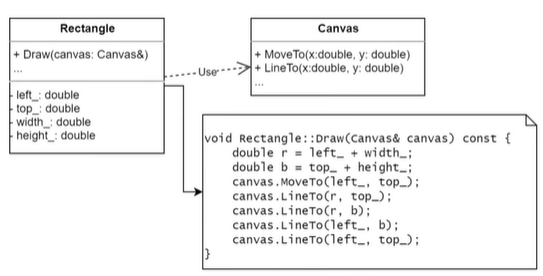 Rectangle
+ Draw(canvas: Canvas&)
...
- left_: double
- top_: double
- width_: double
- height_: double
Use
Canvas
+ MoveTo(x:double, y: double)
+ LineTo(x:double, y: double)
...
void Rectangle::Draw(Canvas& canvas) const {
    double r = left_ + width_;
    double b = top_ + height_;
    canvas.MoveTo(left_, top_);
    canvas.LineTo(r, top_);
    canvas.LineTo(r, b);
    canvas.LineTo(left_, b);
    canvas.LineTo(left_, top_);
}